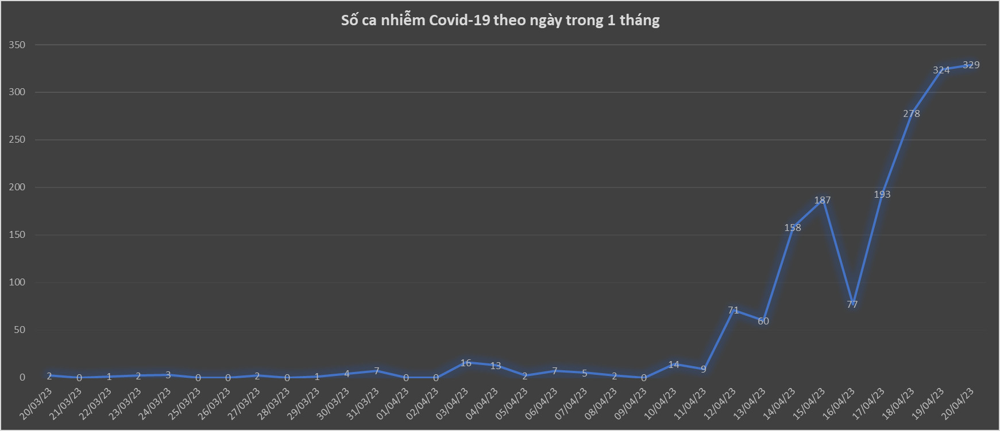 Số ca nhiễm Covid-19 theo ngày trong 1 tháng
350
300
250
200
150
100
50
0
2 0 1 2 3 0 0 2 0 1 4 7 0 0 16 13 2 7 5 2 0 14 9 71 60 158 187 77 193 278 324 329
20/03/23 21/03/23 22/03/23 23/03/23 24/03/23 25/03/23 26/03/23 27/03/23 28/03/23 29/03/23 30/03/23 31/03/23 01/04/23 02/04/23 03/04/23 04/04/23 05/04/23 06/04/23 07/04/23 08/04/23 09/04/23 10/04/23 11/04/23 12/04/23 13/04/23 14/04/23 15/04/23 16/04/23 17/04/23 18/04/23 19/04/23 20/04/23